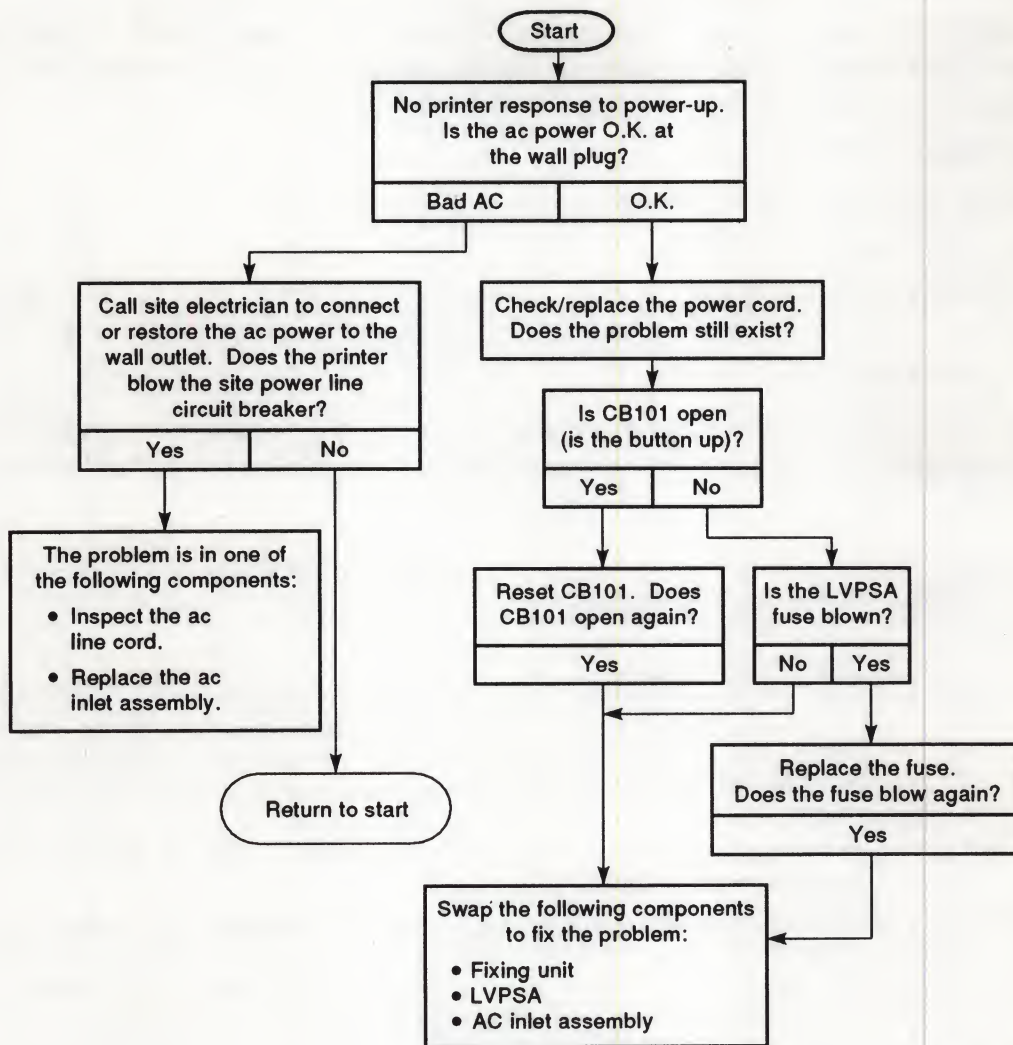 Start
No printer response to power-up.
Is the ac power O.K. at
the wall plug?
Bad AC
O.K.
Call site electrician to connect
or restore the ac power to the
wall outlet. Does the printer
blow the site power line
circuit breaker?
Yes
No
Check/replace the power cord.
Does the problem still exist?
Is CB101 open
(is the button up)?
Yes
No
The problem is in one of
the following components:
• Inspect the ac
line cord.
• Replace the ac
inlet assembly.
Reset CB101. Does
CB101 open again?
Yes
Is the LVPSA
fuse blown?
No
Yes
Return to start
Replace the fuse.
Does the fuse blow again?
Yes
Swap the following components
to fix the problem:
• Fixing unit
• LVPSA
• AC inlet assembly